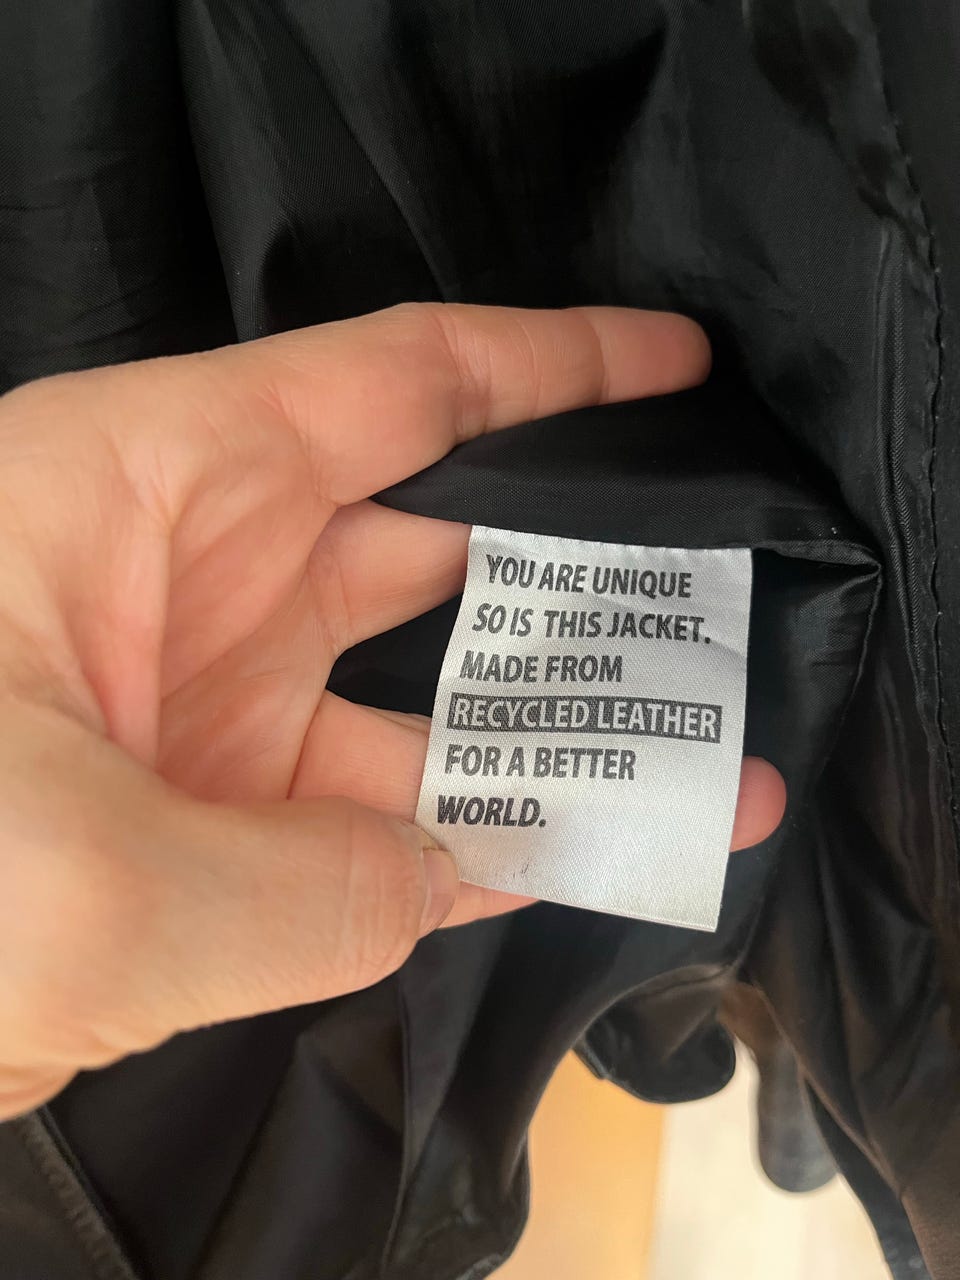 YOU ARE UNIQUE
SO IS THIS JACKET.
MADE FROM
RECYCLED LEATHER
FOR A BETTER
WORLD.